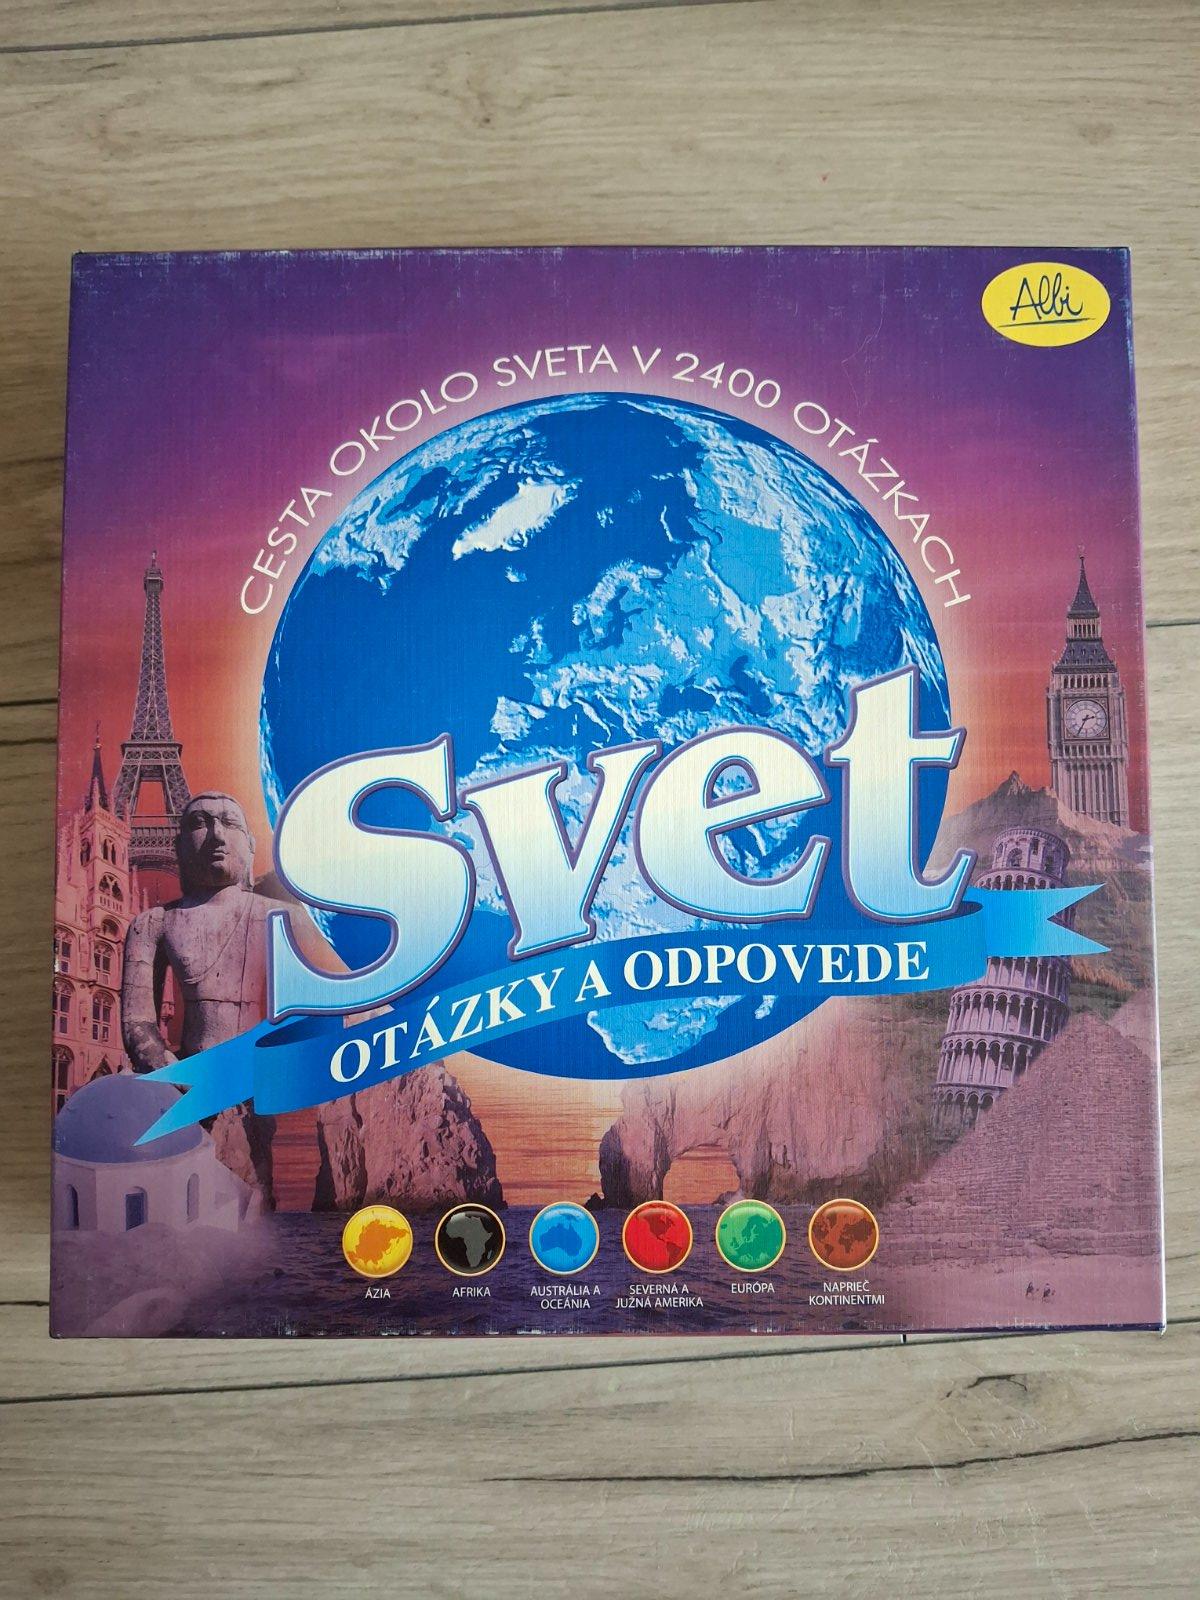 Albi
CESTA OKOLO SVETA V 2400 OTÁZKACH
Svet
OTÁZKY A ODPOVEDE
ÁZIA
AFRIKA
AUSTRÁLIA A
OCEÁNIA
SEVERNÁ A
JUŽNÁ AMERIKA
EURÓPA
NAPRIEČ
KONTINENTMI